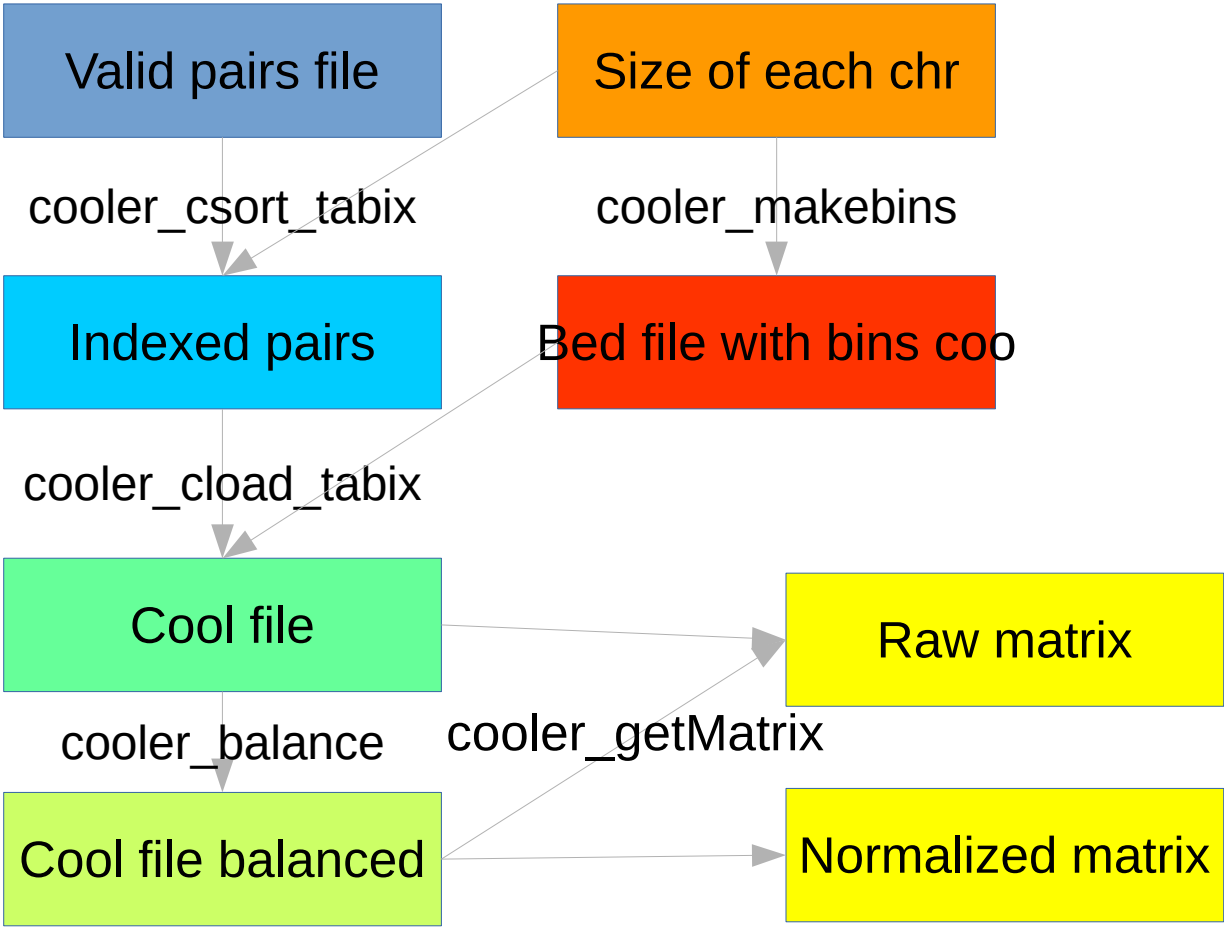 Valid pairs file
Size of each chr
cooler_csort_tabix
cooler_makebins
Indexed pairs
Bed file with bins coo
cooler_cload_tabix
Cool file
Raw matrix
cooler_balance
cooler_getMatrix
Cool file balanced
Normalized matrix